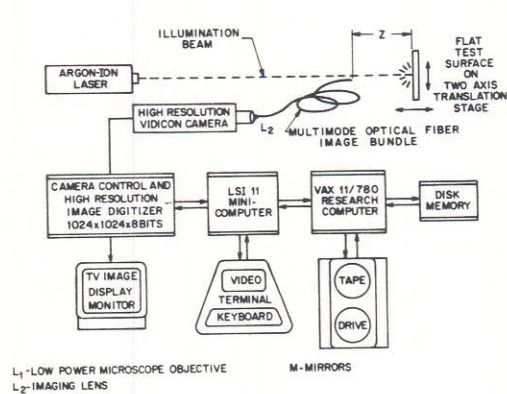 ILLUMINATION
BEAM
Z
FLAT
TEST
SURFACE
ON
TWO AXIS
TRANSLATION
STAGE
ARGON-ION
LASER
HIGH RESOLUTION
VIDICON CAMERA
L2
MULTIMODE OPTICAL FIBER
IMAGE BUNDLE
CAMERA CONTROL AND
HIGH RESOLUTION
IMAGE DIGITIZER
1024x1024x8BITS
LSI 11
MINI-
COMPUTER
VAX 11/780
RESEARCH
COMPUTER
DISK
MEMORY
TV IMAGE
DISPLAY
MONITOR
VIDEO
TERMINAL
KEYBOARD
TAPE
DRIVE
L1-LOW POWER MICROSCOPE OBJECTIVE
L2-IMAGING LENS
M-MIRRORS